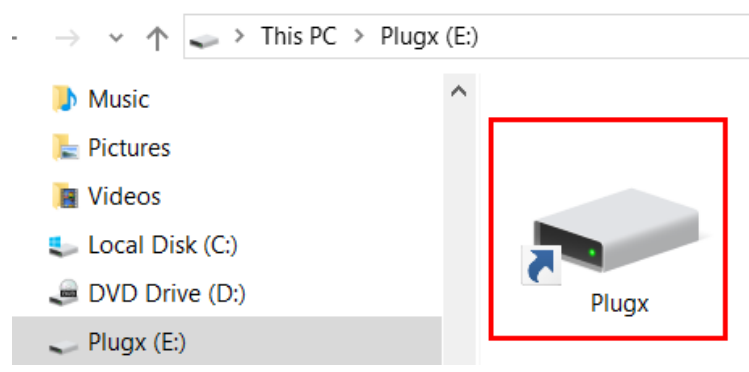 This PC > Plugx (E:)
Music
Pictures
Videos
Local Disk (C:)
DVD Drive (D:)
Plugx (E:)
Plugx